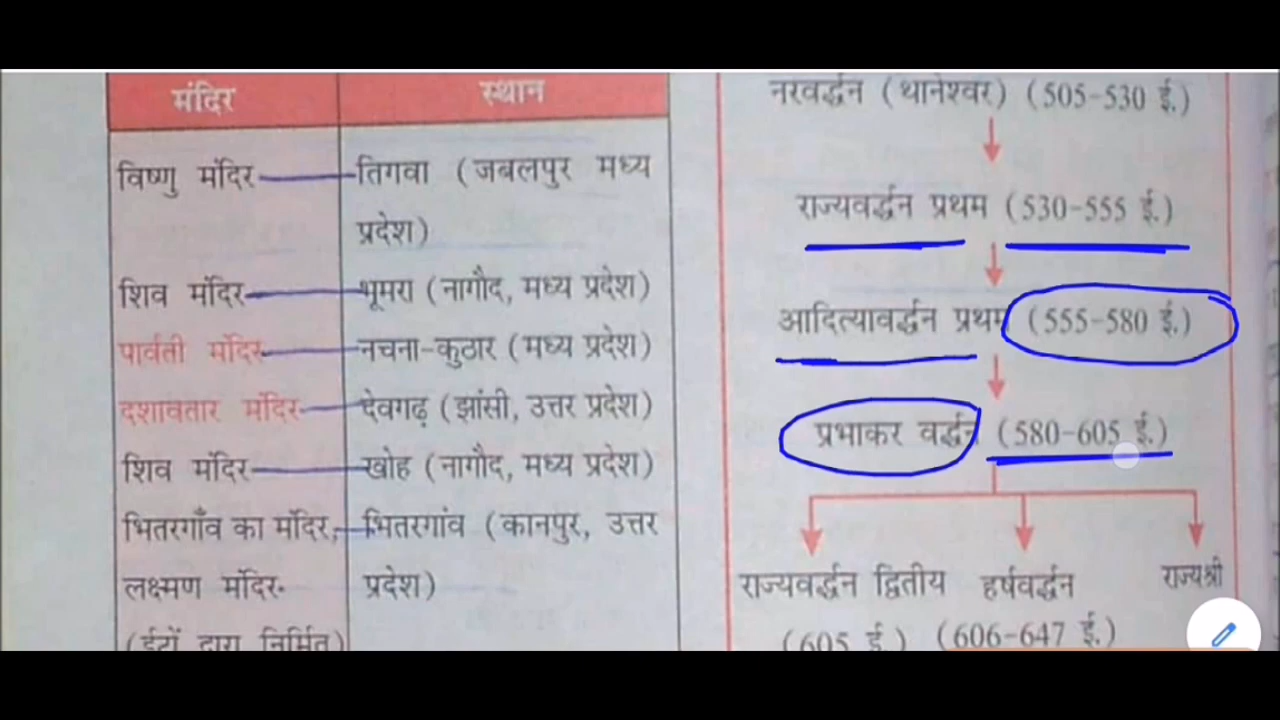 मंदिर
स्थान
विष्णु मंदिर
तिगवा (जबलपुर मध्य
प्रदेश)
शिव मंदिर
भूमरा (नागौद, मध्य प्रदेश)
पार्वती मंदिर
नचना-कुठार (मध्य प्रदेश)
दशावतार मंदिर
देवगढ़ (झांसी, उत्तर प्रदेश)
शिव मंदिर
खोह (नागौद, मध्य प्रदेश)
भितरगाँव का मंदिर,
भितरगांव (कानपुर, उत्तर
लक्ष्मण मंदिर
प्रदेश)
(ईटों द्वारा निर्मित)
नरवर्द्धन (थानेश्वर) (505-530 ई.)
राज्यवर्द्धन प्रथम (530-555 ई.)
आदित्यावर्द्धन प्रथम (555-580 ई.)
प्रभाकर वर्द्धन (580-605 ई.)
राज्यवर्द्धन द्वितीय
हर्षवर्द्धन
राज्यश्री
(605 ई.)
(606-647 ई.)